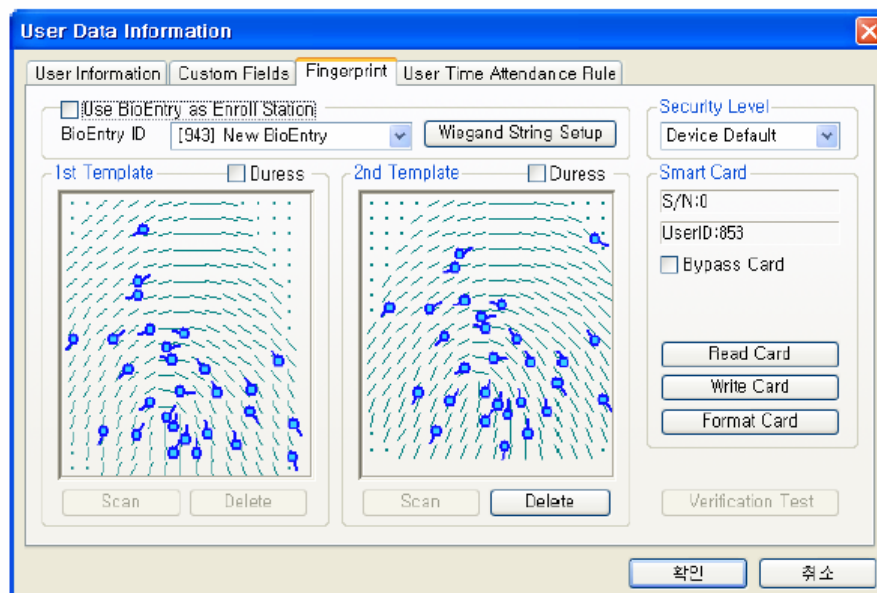 User Data Information
User Information Custom Fields Fingerprint User Time Attendance Rule
Use BioEntry as Enroll Station
BioEntry ID [943] New BioEntry Wiegand String Setup
Security Level
Device Default
1st Template Duress
2nd Template Duress
Smart Card
S/N:0
UserID:853
Bypass Card
Read Card
Write Card
Format Card
Scan Delete
Scan Delete
Verification Test
확인 취소